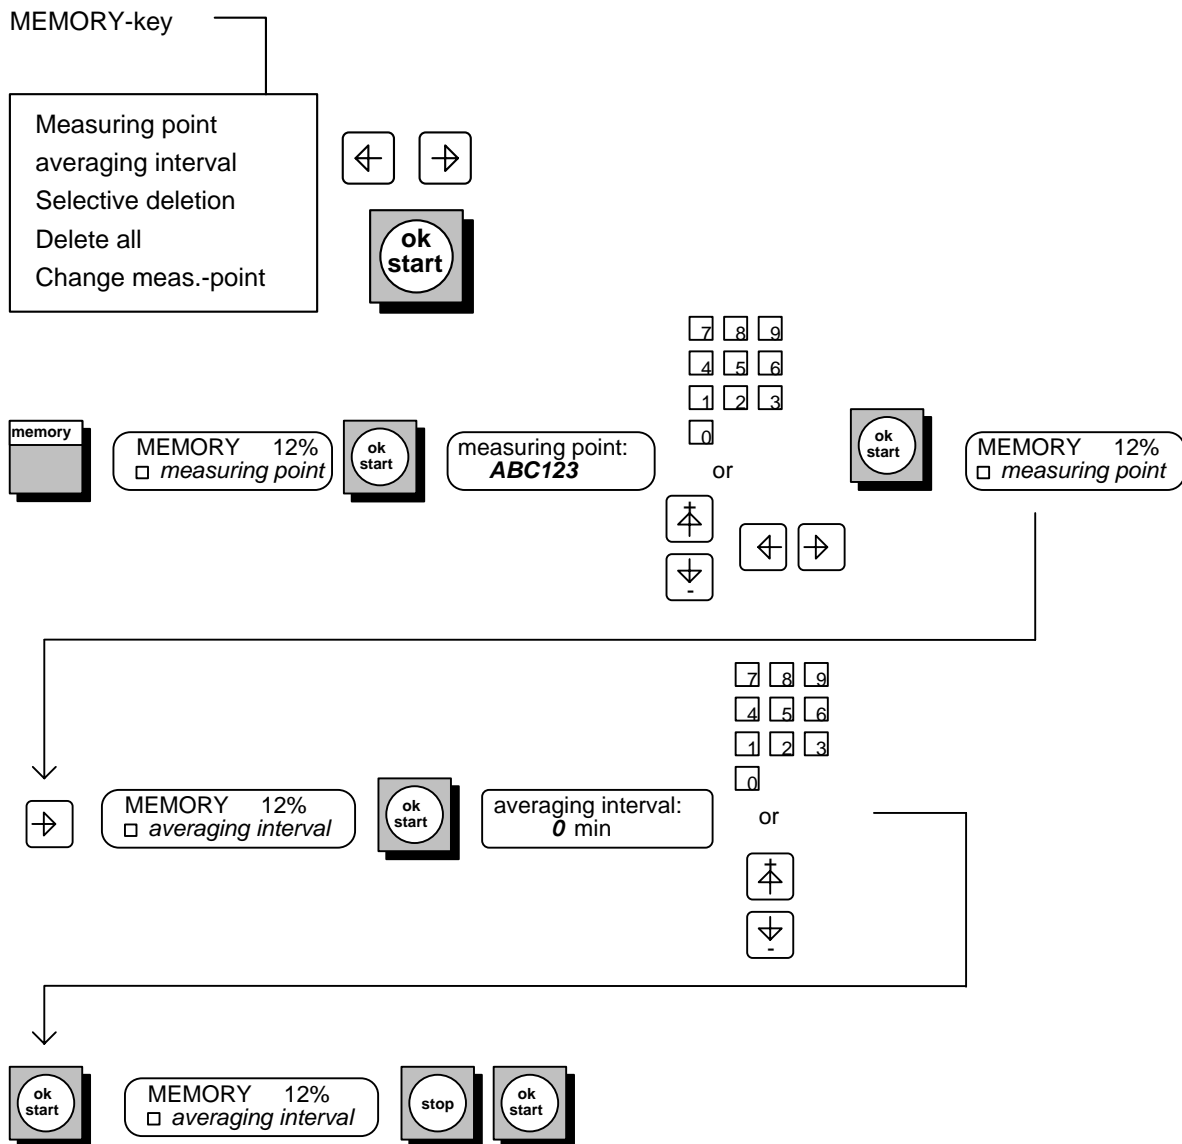 MEMORY-key
Measuring point
averaging interval
Selective deletion
Delete all
Change meas.-point
ok
start
7 8 9
4 5 6
1 2 3
0
or
+
-
memory
MEMORY 12%
measuring point
ok
start
measuring point:
ABC123
ok
start
MEMORY 12%
measuring point
7 8 9
4 5 6
1 2 3
0
or
+
-
MEMORY 12%
averaging interval
ok
start
averaging interval:
0 min
ok
start
MEMORY 12%
averaging interval
stop
ok
start